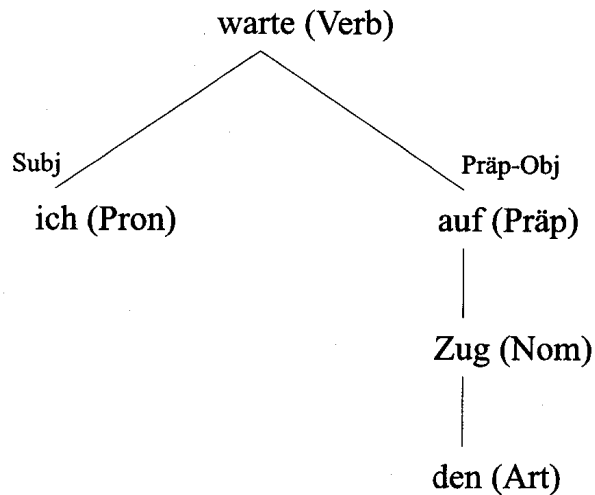 warte (Verb)
Subj Präp-Obj
ich (Pron) auf (Präp)
Zug (Nom)
den (Art)